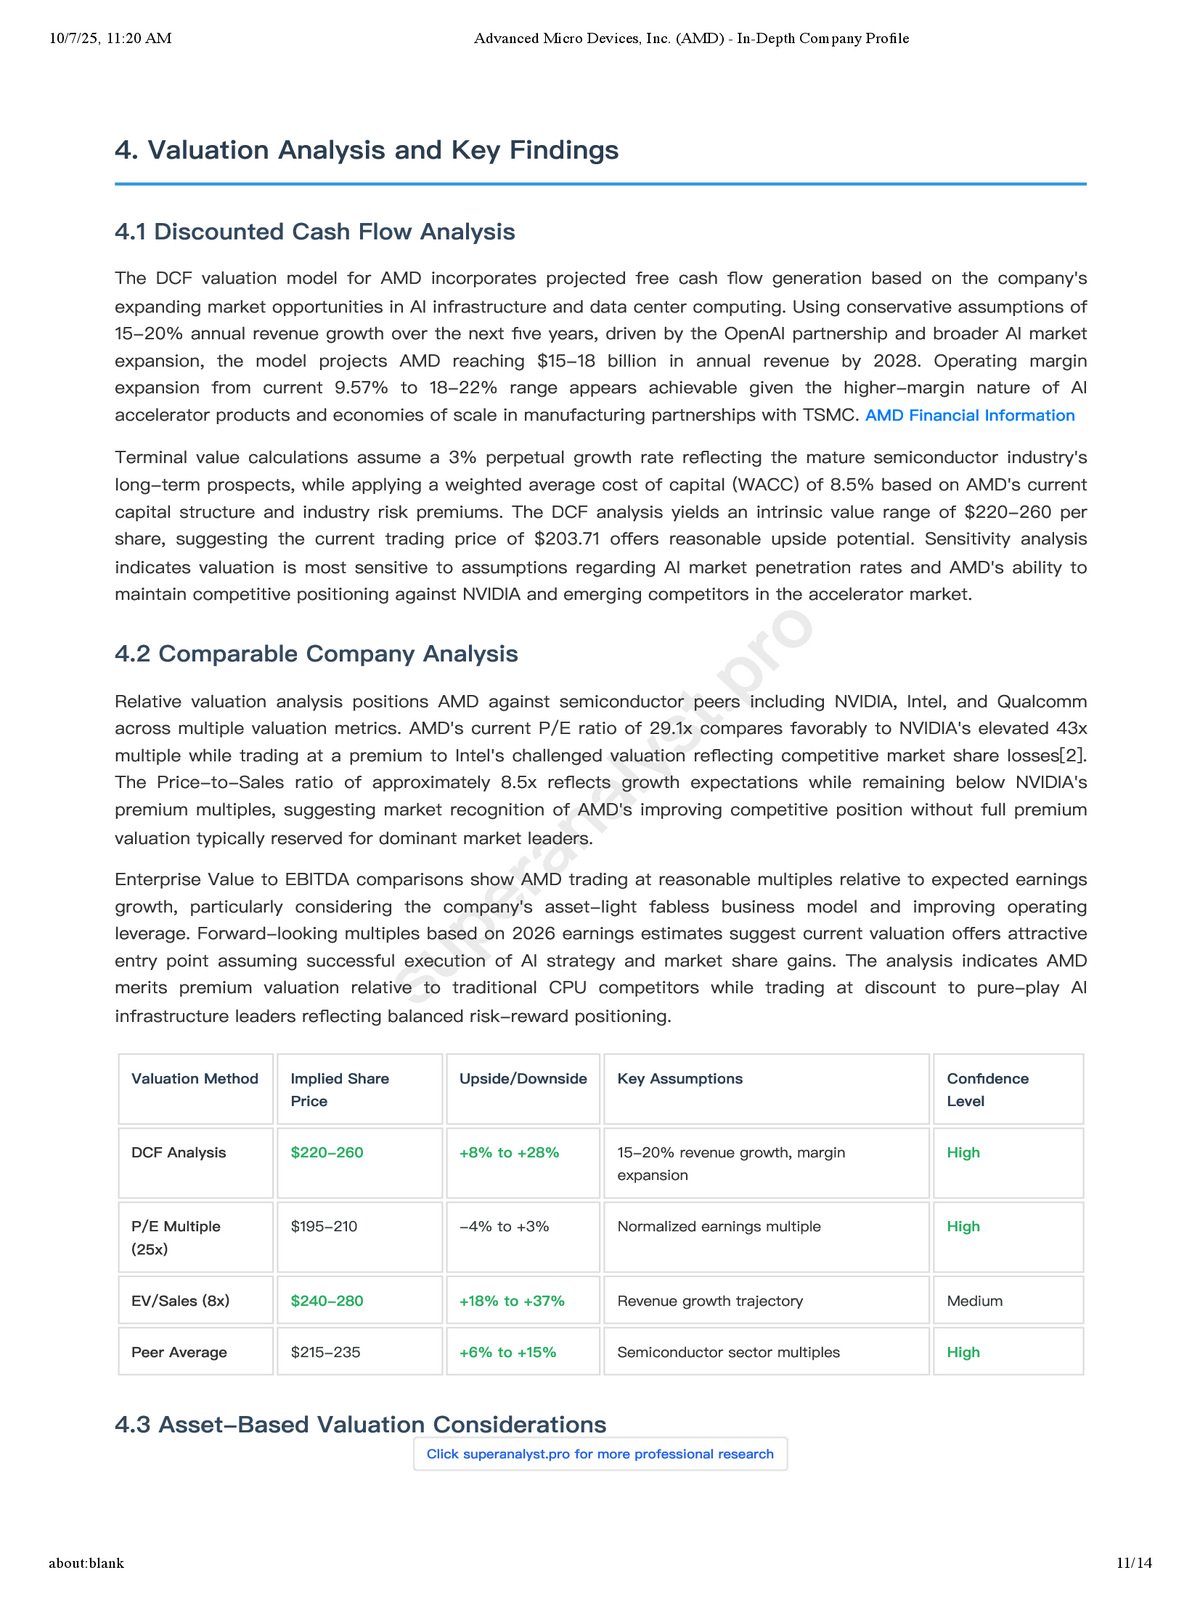 10/7/25, 11:20 AM
Advanced Micro Devices, Inc. (AMD) - In-Depth Company Profile
4. Valuation Analysis and Key Findings
4.1 Discounted Cash Flow Analysis
The DCF valuation model for AMD incorporates projected free cash flow generation based on the company's
expanding market opportunities in AI infrastructure and data center computing. Using conservative assumptions of
15–20% annual revenue growth over the next five years, driven by the OpenAI partnership and broader AI market
expansion, the model projects AMD reaching $15–18 billion in annual revenue by 2028. Operating margin
expansion from current 9.57% to 18–22% range appears achievable given the higher–margin nature of AI
accelerator products and economies of scale in manufacturing partnerships with TSMC. AMD Financial Information
Terminal value calculations assume a 3% perpetual growth rate reflecting the mature semiconductor industry's
long–term prospects, while applying a weighted average cost of capital (WACC) of 8.5% based on AMD's current
capital structure and industry risk premiums. The DCF analysis yields an intrinsic value range of $220–260 per
share, suggesting the current trading price of $203.71 offers reasonable upside potential. Sensitivity analysis
indicates valuation is most sensitive to assumptions regarding AI market penetration rates and AMD's ability to
maintain competitive positioning against NVIDIA and emerging competitors in the accelerator market.
4.2 Comparable Company Analysis
Relative valuation analysis positions AMD against semiconductor peers including NVIDIA, Intel, and Qualcomm
across multiple valuation metrics. AMD's current P/E ratio of 29.1x compares favorably to NVIDIA's elevated 43x
multiple while trading at a premium to Intel's challenged valuation reflecting competitive market share losses[2].
The Price–to–Sales ratio of approximately 8.5x reflects growth expectations while remaining below NVIDIA's
premium multiples, suggesting market recognition of AMD's improving competitive position without full premium
valuation typically reserved for dominant market leaders.
Enterprise Value to EBITDA comparisons show AMD trading at reasonable multiples relative to expected earnings
growth, particularly considering the company's asset–light fabless business model and improving operating
leverage. Forward–looking multiples based on 2026 earnings estimates suggest current valuation offers attractive
entry point assuming successful execution of AI strategy and market share gains. The analysis indicates AMD
merits premium valuation relative to traditional CPU competitors while trading at discount to pure–play AI
infrastructure leaders reflecting balanced risk–reward positioning.
superanalyst.pro
Valuation Method
Implied Share
Price
Upside/Downside
Key Assumptions
Confidence
Level
DCF Analysis
$220–260
+8% to +28%
15–20% revenue growth, margin
expansion
High
P/E Multiple
(25x)
$195–210
–4% to +3%
Normalized earnings multiple
High
EV/Sales (8x)
$240–280
+18% to +37%
Revenue growth trajectory
Medium
Peer Average
$215–235
+6% to +15%
Semiconductor sector multiples
High
4.3 Asset–Based Valuation Considerations
Click superanalyst.pro for more professional research
about:blank
11/14